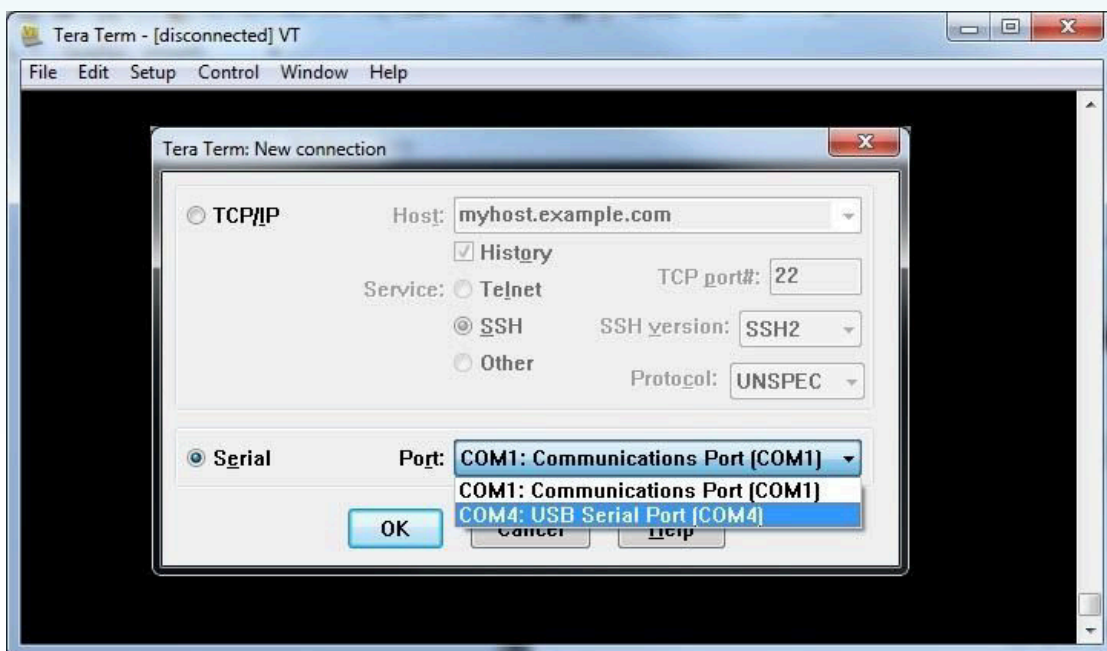 Tera Term - [disconnected] VT
File Edit Setup Control Window Help
Tera Term: New connection
TCP/IP Host: myhost.example.com
History
Service: Telnet TCP port#: 22
SSH SSH version: SSH2
Other Protocol: UNSPEC
Serial Port: COM1: Communications Port (COM1)
COM1: Communications Port (COM1)
COM4: USB Serial Port (COM4)
OK Cancel Help